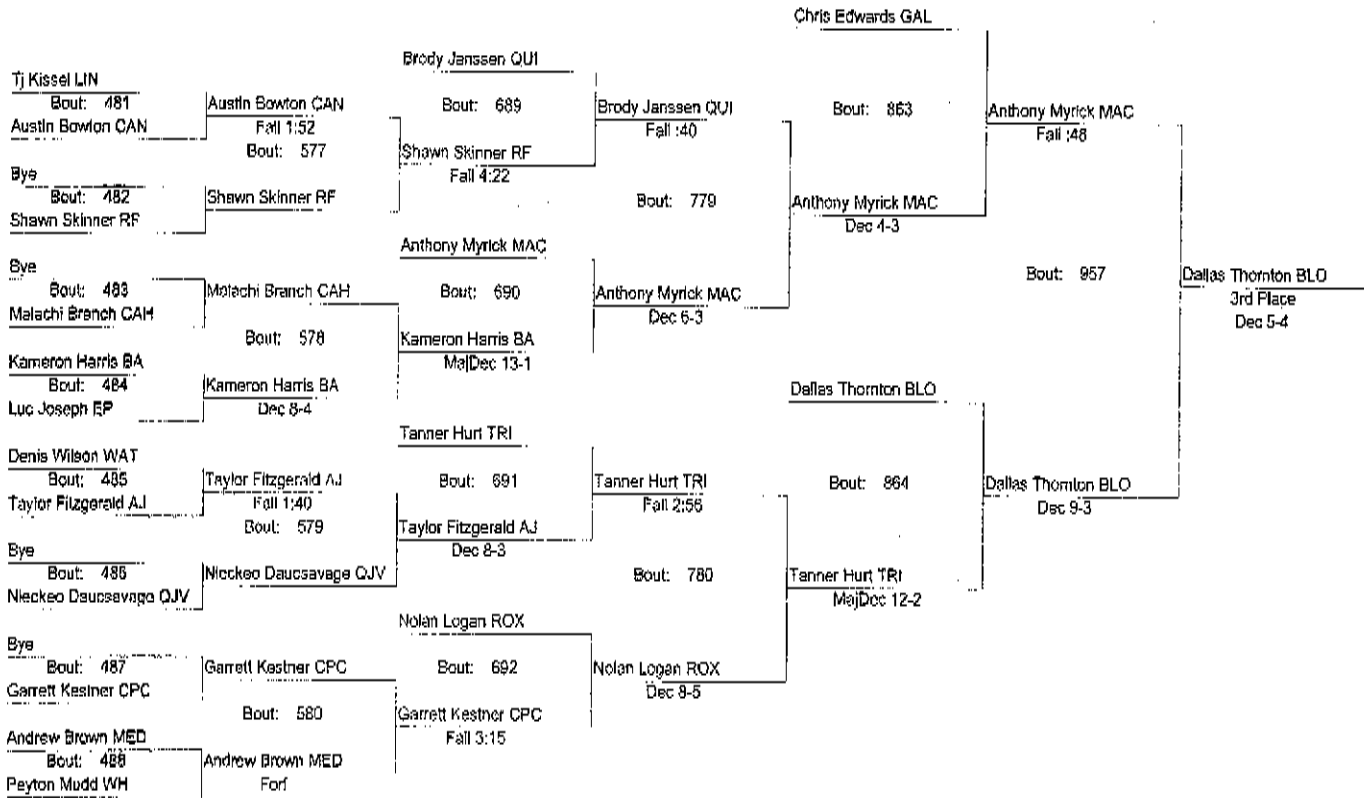 Chris Edwards GAL
Brody Janssen QUI
Tj Kissel LIN
Bout: 481
Austin Bowton CAN
Austin Bowton CAN
Fall 1:52
Bout: 577
Bout: 689
Brody Janssen QUI
Fall :40
Bout: 863
Anthony Myrick MAC
Fall :48
Shawn Skinner RF
Fall 4:22
Bye
Bout: 482
Shawn Skinner RF
Shawn Skinner RF
Bout: 779
Anthony Myrick MAC
Dec 4-3
Anthony Myrick MAC
Bye
Bout: 483
Malachi Branch CAH
Malachi Branch CAH
Bout: 690
Anthony Myrick MAC
Dec 6-3
Bout: 957
Dallas Thornton BLO
3rd Place
Dec 5-4
Bout: 578
Kameron Harris BA
MajDec 13-1
Kameron Harris BA
Bout: 484
Luc Joseph EP
Kameron Harris BA
Dec 8-4
Dallas Thornton BLO
Tanner Hurt TRI
Denis Wilson WAT
Bout: 485
Taylor Fitzgerald AJ
Taylor Fitzgerald AJ
Fall 1:40
Bout: 579
Bout: 691
Tanner Hurt TRI
Fall 2:56
Bout: 864
Dallas Thornton BLO
Dec 9-3
Taylor Fitzgerald AJ
Dec 8-3
Bye
Bout: 486
Nieckeo Daucsavage QJV
Nieckeo Daucsavage QJV
Bout: 780
Tanner Hurt TRI
MajDec 12-2
Nolan Logan ROX
Bye
Bout: 487
Garrett Kestner CPC
Garrett Kestner CPC
Bout: 692
Nolan Logan ROX
Dec 8-5
Bout: 580
Garrett Kestner CPC
Fall 3:15
Andrew Brown MED
Bout: 488
Peyton Mudd WH
Andrew Brown MED
Forf